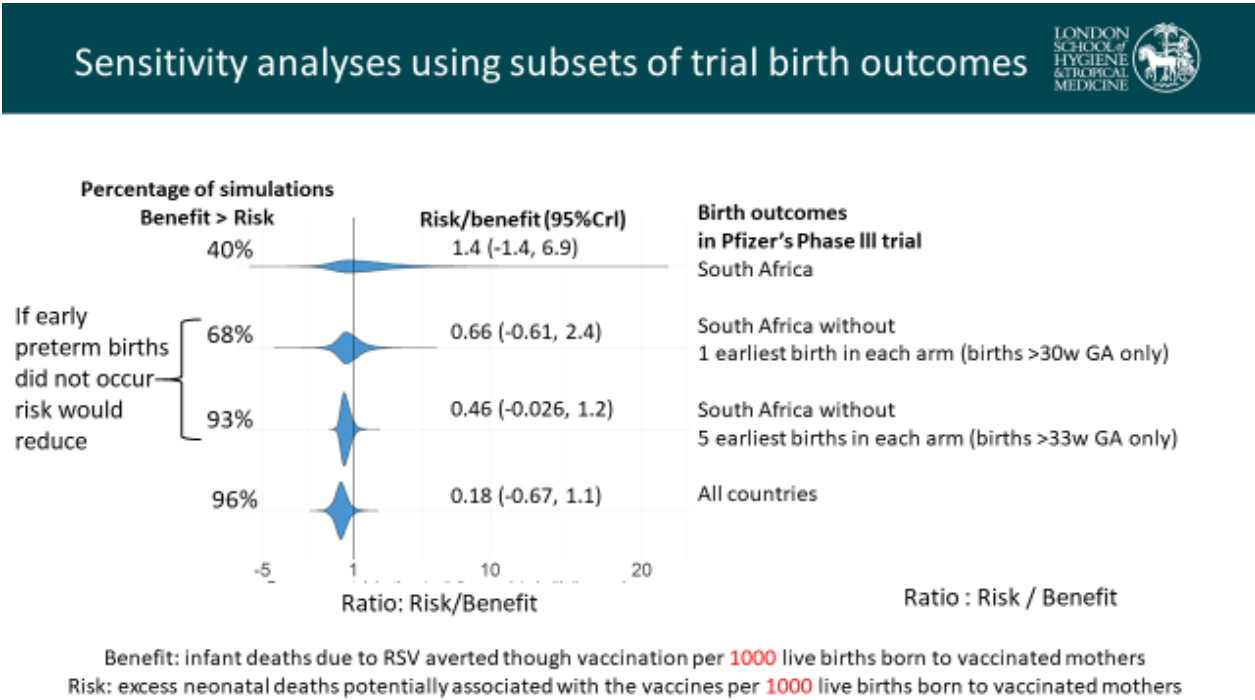 Sensitivity analyses using subsets of trial birth outcomes
LONDON
SCHOOL of
HYGIENE
& TROPICAL
MEDICINE
Percentage of simulations
Benefit > Risk
Risk/benefit (95%CrI)
Birth outcomes
in Pfizer's Phase III trial
40%
1.4 (-1.4, 6.9)
South Africa
If early
preterm births
did not occur
risk would
reduce
68%
0.66 (-0.61, 2.4)
South Africa without
1 earliest birth in each arm (births >30w GA only)
93%
0.46 (-0.026, 1.2)
South Africa without
5 earliest births in each arm (births >33w GA only)
96%
0.18 (-0.67, 1.1)
All countries
-5 1 10 20
Ratio: Risk/Benefit
Ratio : Risk / Benefit
Benefit: infant deaths due to RSV averted though vaccination per 1000 live births born to vaccinated mothers
Risk: excess neonatal deaths potentially associated with the vaccines per 1000 live births born to vaccinated mothers